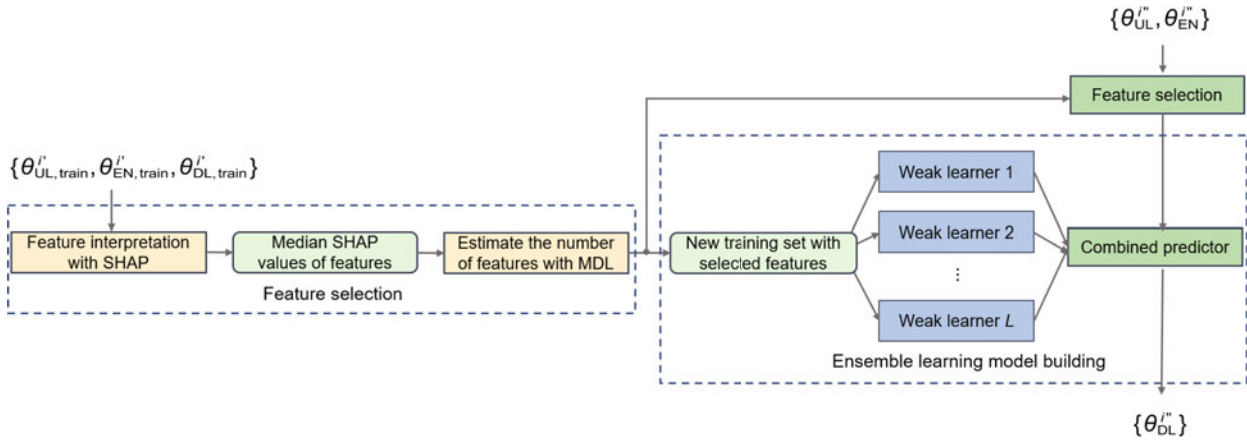 {θ^{i''}_{UL}, θ^{i''}_{EN}}
Feature selection
{θ^{i'}_{UL, train}, θ^{i'}_{EN, train}, θ^{i'}_{DL, train}}
Feature interpretation
with SHAP
Median SHAP
values of features
Estimate the number
of features with MDL
Feature selection
New training set with
selected features
Weak learner 1
Weak learner 2
⋮
Weak learner L
Combined predictor
Ensemble learning model building
{θ^{i''}_{DL}}